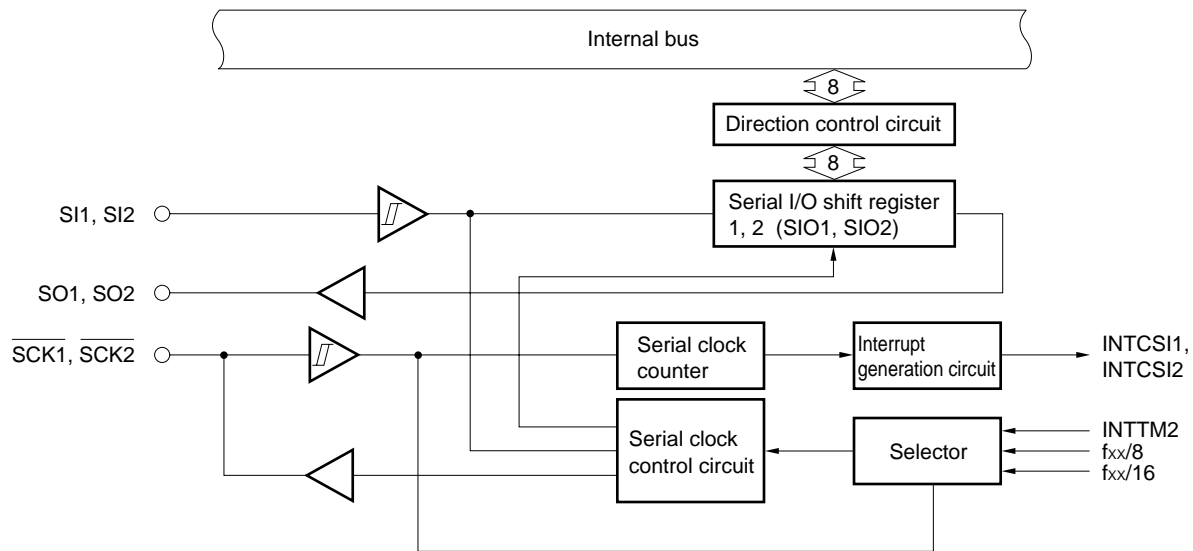 Internal bus
8
Direction control circuit
8
SI1, SI2
Serial I/O shift register
1, 2 (SIO1, SIO2)
SO1, SO2
SCK1, SCK2
Serial clock
counter
Interrupt
generation circuit
INTCSI1,
INTCSI2
Serial clock
control circuit
Selector
INTTM2
fxx/8
fxx/16